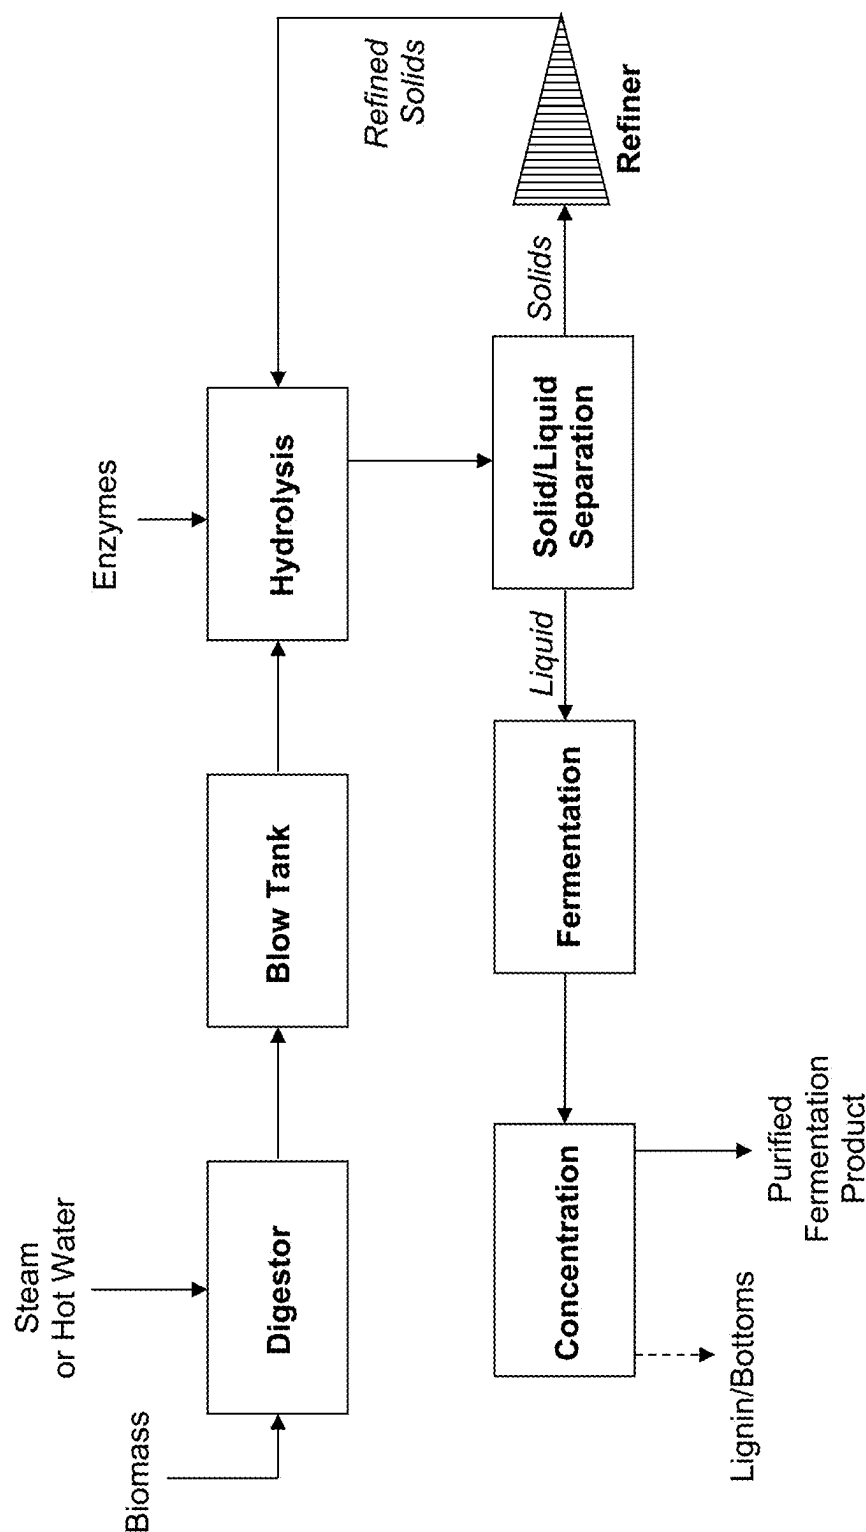 Biomass
Steam
or Hot Water
Digestor
Blow Tank
Enzymes
Hydrolysis
Refined
Solids
Lignin/Bottoms
Purified
Fermentation
Product
Concentration
Fermentation
Liquid
Solid/Liquid
Separation
Solids
Refiner